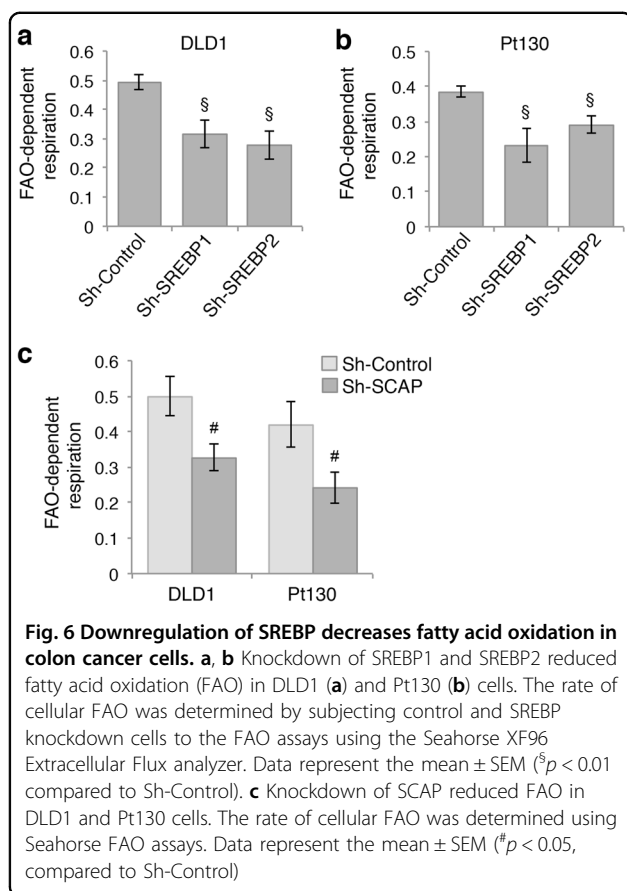 a
DLD1
FAO-dependent
respiration
0.6
0.5
0.4
0.3
0.2
0.1
0
§
§
Sh-Control
Sh-SREBP1
Sh-SREBP2
b
Pt130
FAO-dependent
respiration
0.5
0.4
0.3
0.2
0.1
0
§
§
Sh-Control
Sh-SREBP1
Sh-SREBP2
c
Sh-Control
Sh-SCAP
FAO-dependent
respiration
0.6
0.5
0.4
0.3
0.2
0.1
0
#
#
DLD1
Pt130
Fig. 6 Downregulation of SREBP decreases fatty acid oxidation in
colon cancer cells. a, b Knockdown of SREBP1 and SREBP2 reduced
fatty acid oxidation (FAO) in DLD1 (a) and Pt130 (b) cells. The rate of
cellular FAO was determined by subjecting control and SREBP
knockdown cells to the FAO assays using the Seahorse XF96
Extracellular Flux analyzer. Data represent the mean ± SEM (§p < 0.01
compared to Sh-Control). c Knockdown of SCAP reduced FAO in
DLD1 and Pt130 cells. The rate of cellular FAO was determined using
Seahorse FAO assays. Data represent the mean ± SEM (#p < 0.05,
compared to Sh-Control)